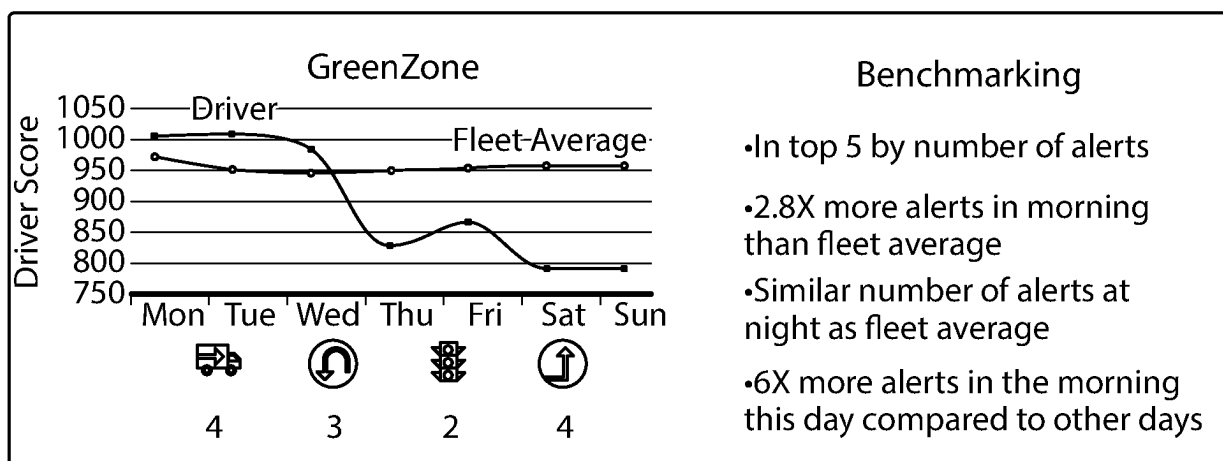 GreenZone
Driver Score
1050
1000
950
900
850
800
750
Driver
Fleet Average
Mon Tue Wed Thu Fri Sat Sun
4 3 2 4
Benchmarking
•In top 5 by number of alerts
•2.8X more alerts in morning
than fleet average
•Similar number of alerts at
night as fleet average
•6X more alerts in the morning
this day compared to other days